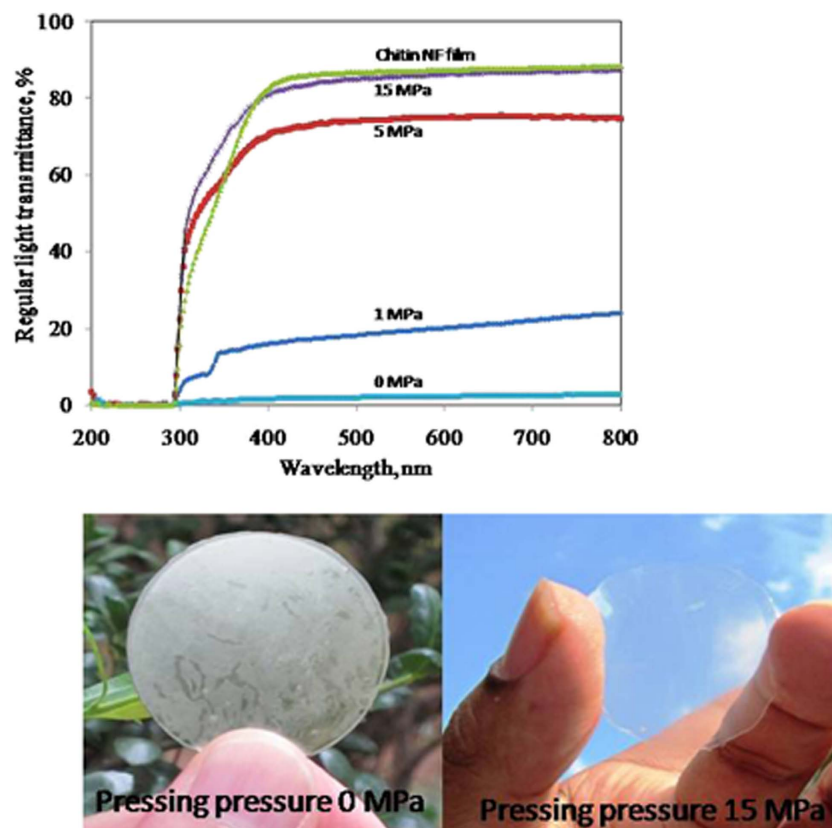 100
80
60
40
20
0
Regular light transmittance, %
Chitin NF film
15 MPa
5 MPa
1 MPa
0 MPa
200 300 400 500 600 700 800
Wavelength, nm
Pressing pressure 0 MPa
Pressing pressure 15 MPa